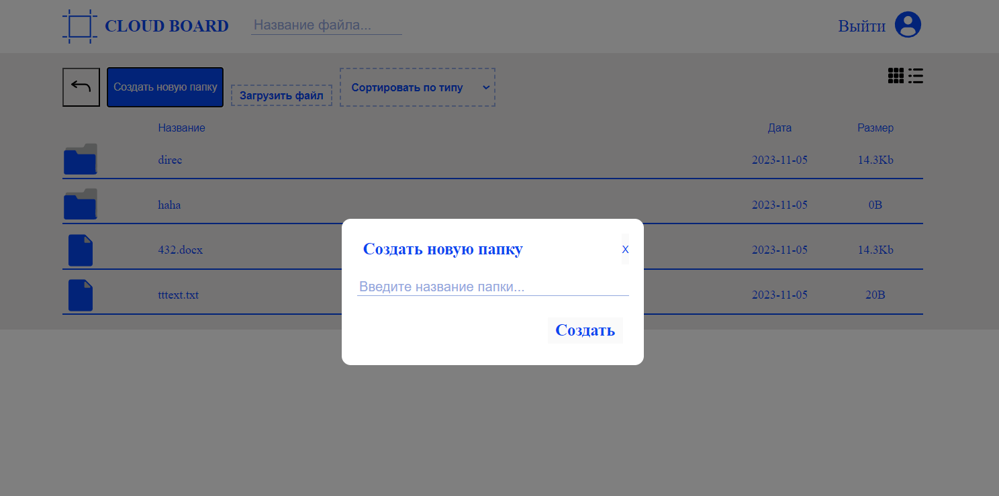 CLOUD BOARD
Название файла...
Выйти
Создать новую папку
Загрузить файл
Сортировать по типу
Название Дата Размер
direc 2023-11-05 14.3Kb
haha 2023-11-05 0B
432.docx 2023-11-05 14.3Kb
tttext.txt 2023-11-05 20B
Создать новую папку
X
Введите название папки...
Создать